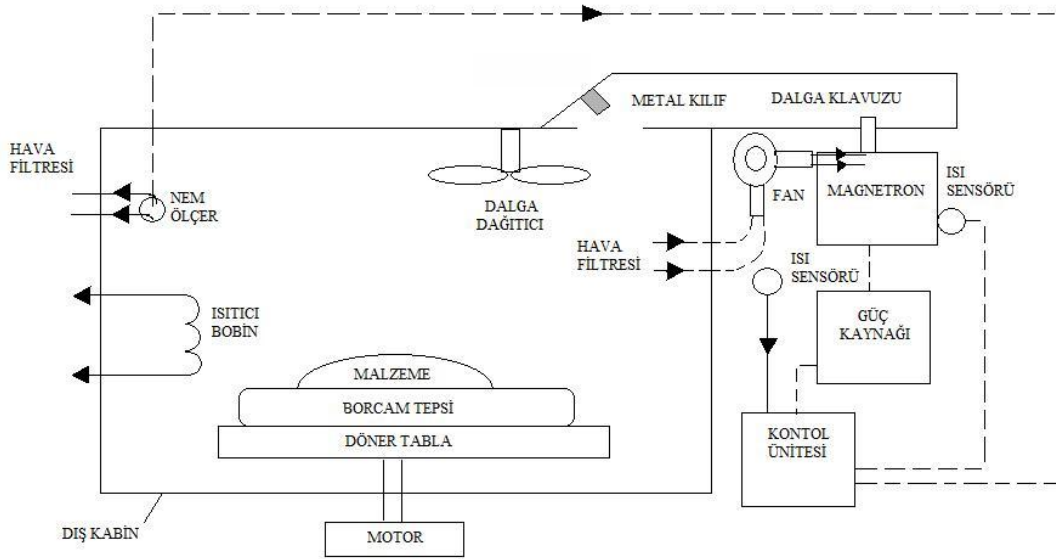 METAL KILIF
DALGA KLAVUZU
HAVA
FİLTRESİ
NEM
ÖLÇER
DALGA
DAĞITICI
FAN
MAGNETRON
ISI
SENSÖRÜ
HAVA
FİLTRESİ
ISI
SENSÖRÜ
ISITICI
BOBİN
GÜÇ
KAYNAĞI
MALZEME
BORCAM TEPSİ
DÖNER TABLA
KONTOL
ÜNİTESİ
DIŞ KABİN
MOTOR